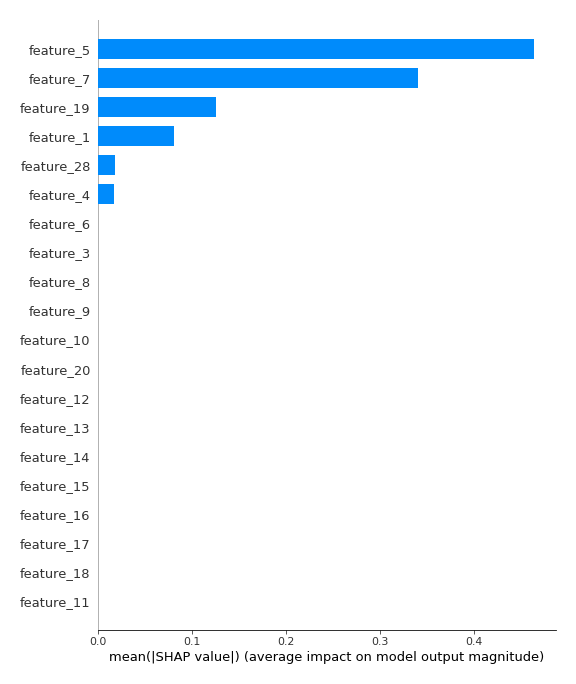 feature_5
feature_7
feature_19
feature_1
feature_28
feature_4
feature_6
feature_3
feature_8
feature_9
feature_10
feature_20
feature_12
feature_13
feature_14
feature_15
feature_16
feature_17
feature_18
feature_11
0.0 0.1 0.2 0.3 0.4
mean(|SHAP value|) (average impact on model output magnitude)